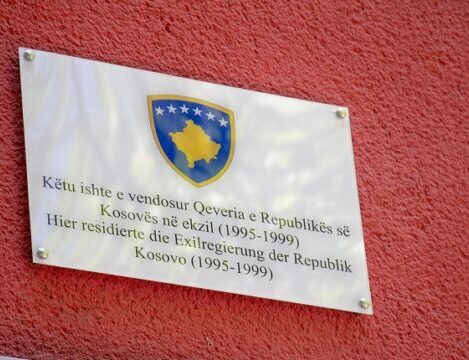 Këtu ishte e vendosur Qeveria e Republikës së
Kosovës në ekzil (1995-1999)
Hier residierte die Exilregierung der Republik
Kosovo (1995-1999)